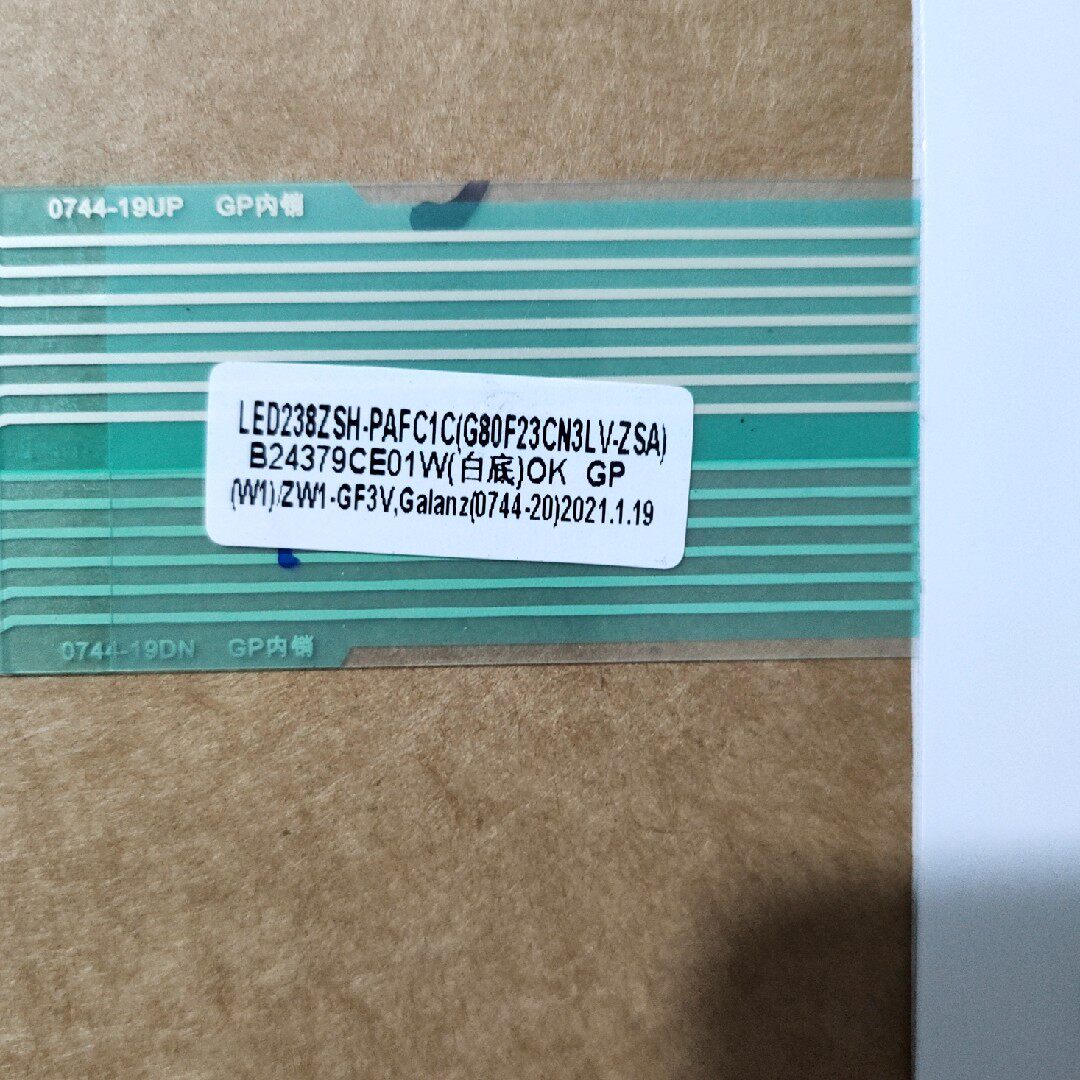 0744-19UP GP内销
LED238ZSH-PAFC1C(G80F23CN3LV-ZSA)
B24379CE01W(白底)OK GP
(W1)/ZW1-GF3V,Galanz(0744-20)2021.1.19
0744-19DN GP内销